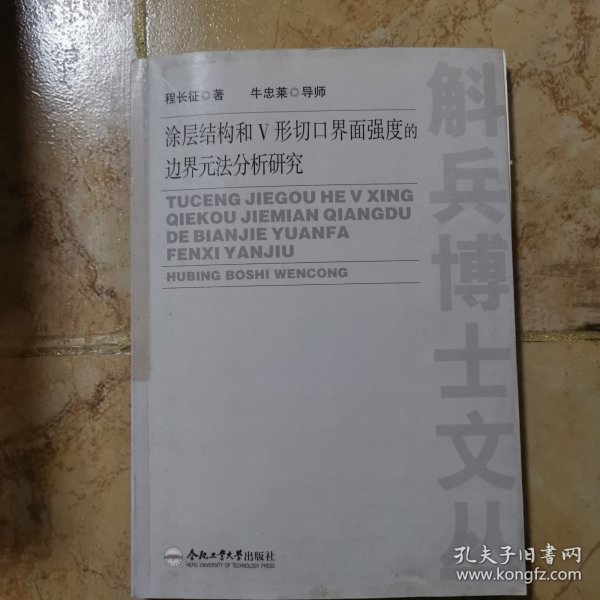 程长征◎著 牛忠荣◎导师
涂层结构和V形切口界面强度的
边界元法分析研究
TUCENG JIEGOU HE V XING
QIEKOU JIEMIAN QIANGDU
DE BIANJIE YUANFA
FENXI YANJIU
HUBING BOSHI WENCONG
斛兵博士文丛
合肥工业大学出版社
HEFEI UNIVERSITY OF TECHNOLOGY PRESS
孔夫子旧书网
www.kongfz.com